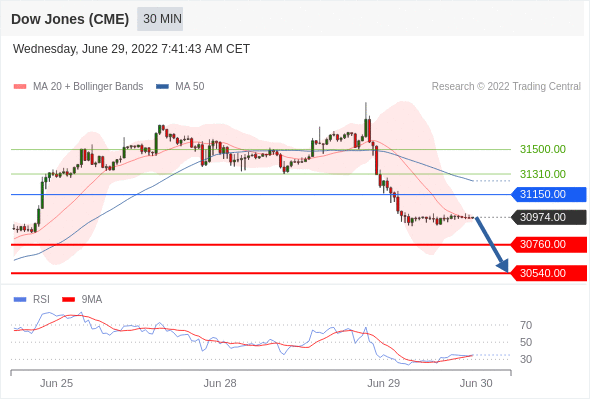 Dow Jones (CME) 30 MIN
Wednesday, June 29, 2022 7:41:43 AM CET
MA 20 + Bollinger Bands MA 50 Research © 2022 Trading Central
31500.00
31310.00
31150.00
30974.00
30760.00
30540.00
RSI 9MA
70
50
30
Jun 25 Jun 28 Jun 29 Jun 30